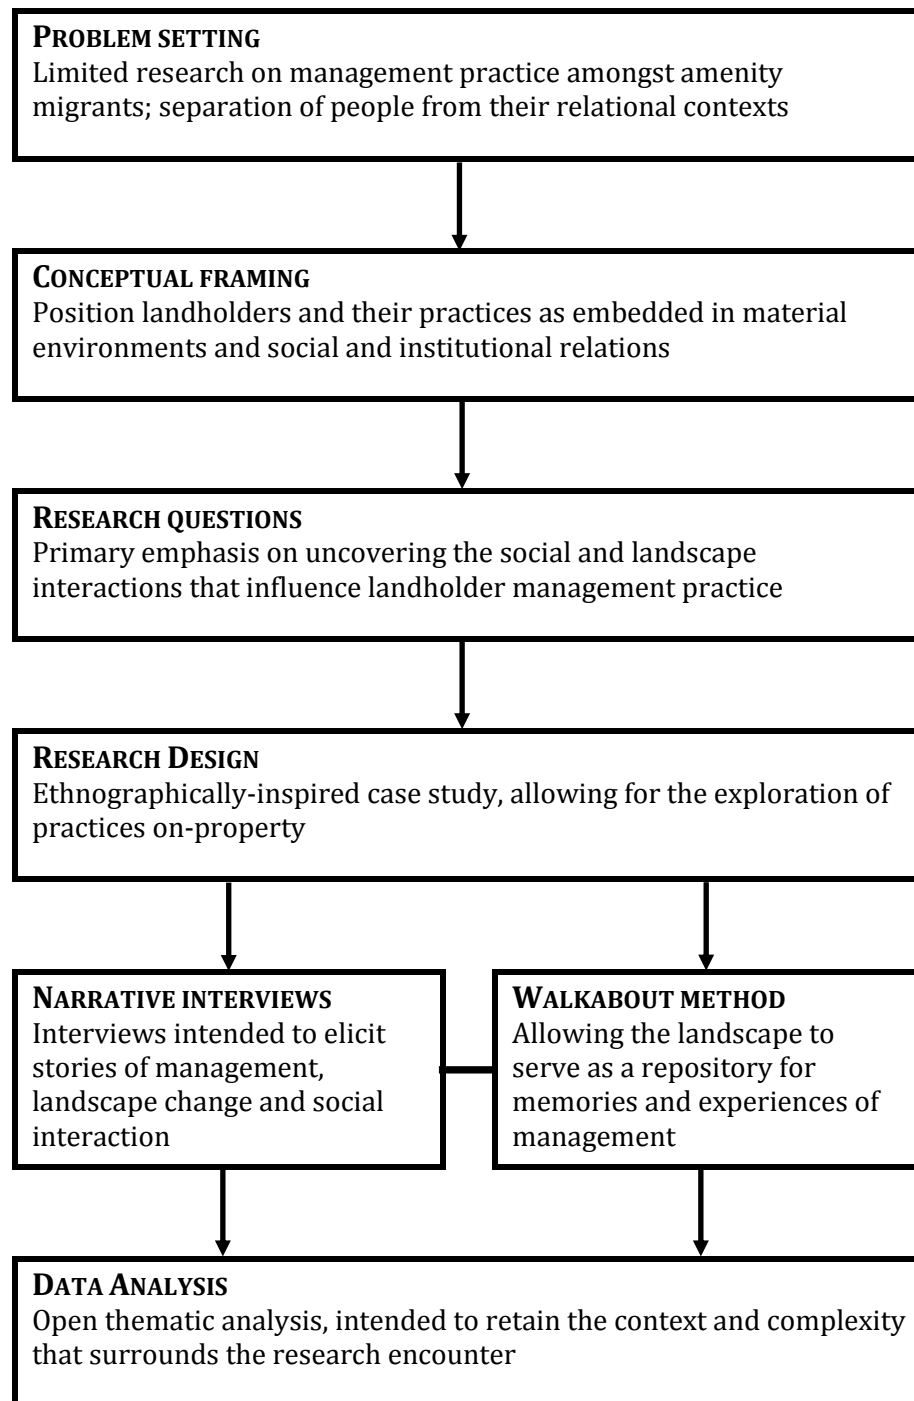 PROBLEM SETTING
Limited research on management practice amongst amenity
migrants; separation of people from their relational contexts
CONCEPTUAL FRAMING
Position landholders and their practices as embedded in material
environments and social and institutional relations
RESEARCH QUESTIONS
Primary emphasis on uncovering the social and landscape
interactions that influence landholder management practice
RESEARCH DESIGN
Ethnographically-inspired case study, allowing for the exploration of
practices on-property
NARRATIVE INTERVIEWS
Interviews intended to elicit
stories of management,
landscape change and social
interaction
WALKABOUT METHOD
Allowing the landscape to
serve as a repository for
memories and experiences of
management
DATA ANALYSIS
Open thematic analysis, intended to retain the context and complexity
that surrounds the research encounter